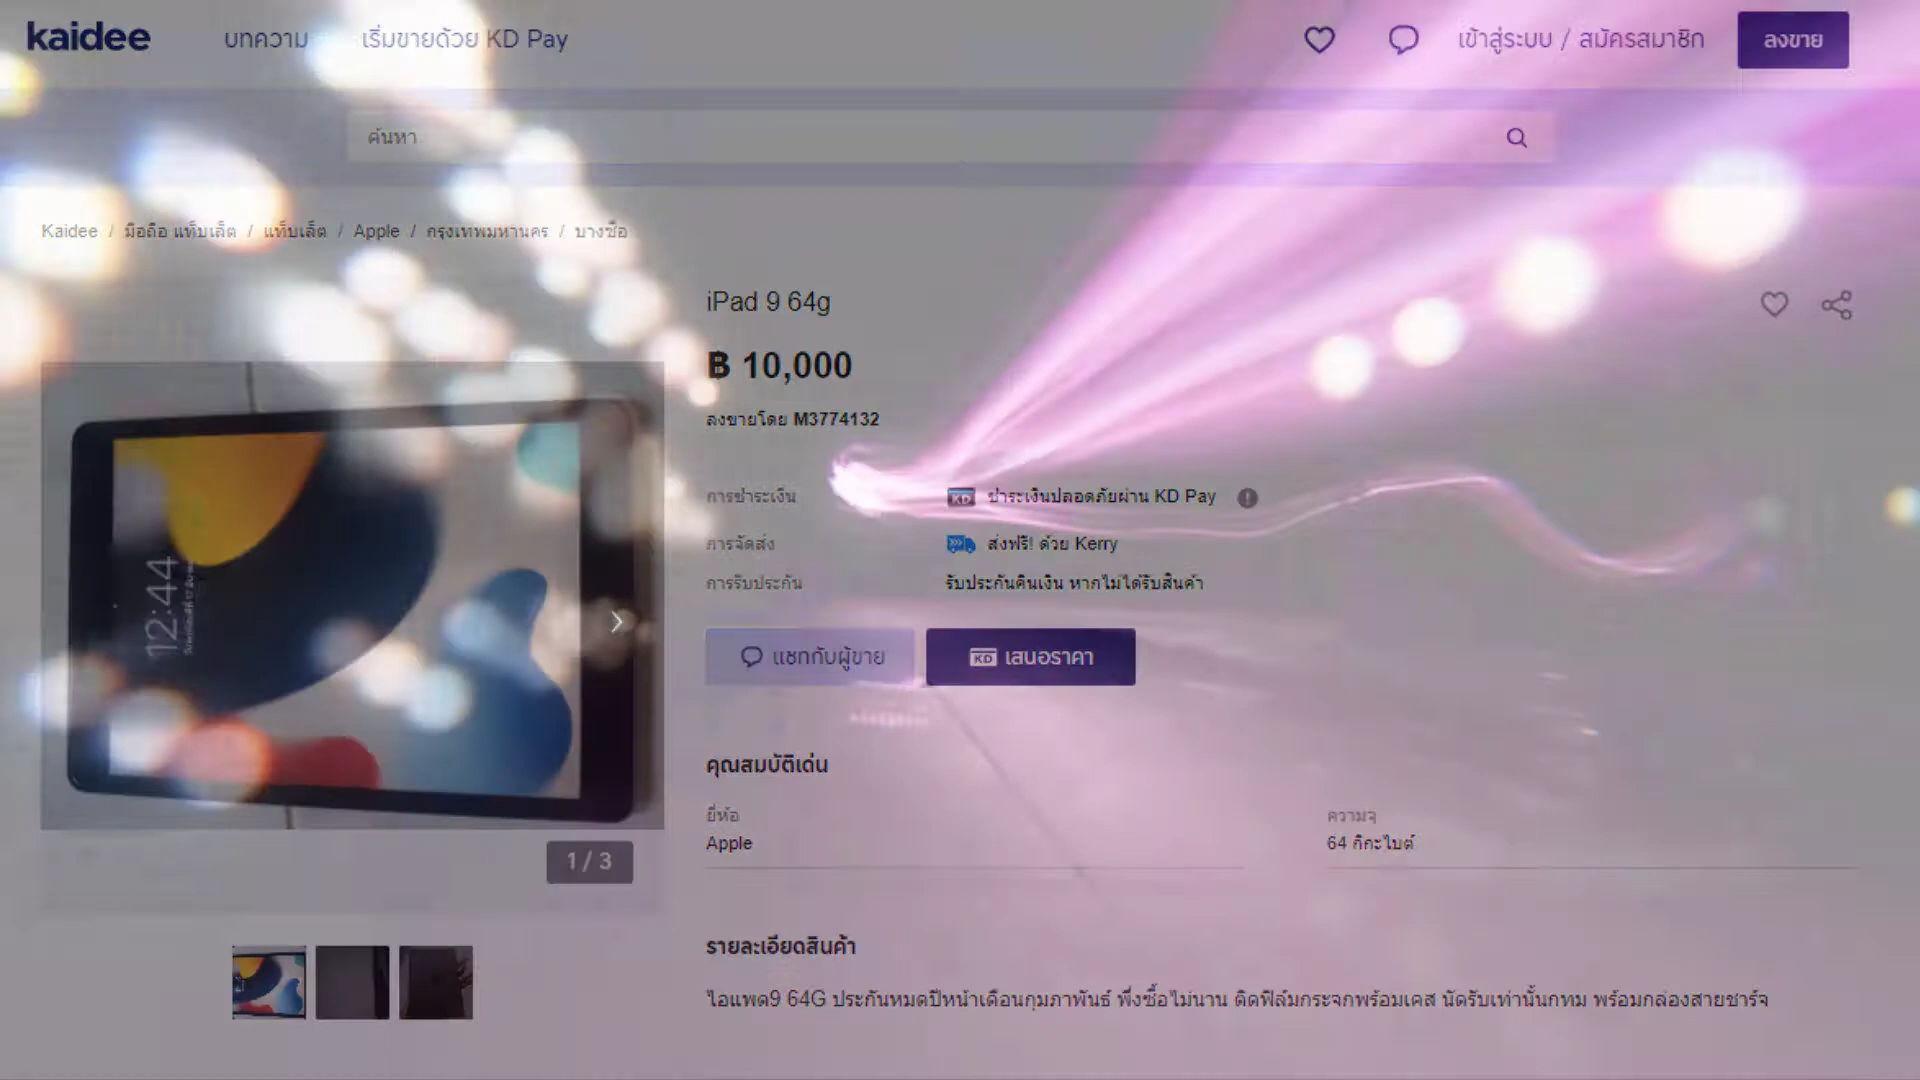 kaidee
บทความ
เริ่มขายด้วย KD Pay
เข้าสู่ระบบ / สมัครสมาชิก
ลงขาย
ค้นหา
Kaidee / มือถือ แท็บเล็ต / แท็บเล็ต / Apple / กรุงเทพมหานคร / บางซื่อ
iPad 9 64g
฿ 10,000
ลงขายโดย M3774132
การชำระเงิน
KD ชำระเงินปลอดภัยผ่าน KD Pay
การจัดส่ง
ส่งฟรี! ด้วย Kerry
การรับประกัน
รับประกันคืนเงิน หากไม่ได้รับสินค้า
แชทกับผู้ขาย
KD เสนอราคา
12:44
1 / 3
คุณสมบัติเด่น
ยี่ห้อ
Apple
ความจุ
64 กิกะไบต์
รายละเอียดสินค้า
ไอแพด9 64G ประกันหมดปีหน้าเดือนกุมภาพันธ์ พึ่งซื้อไม่นาน ติดฟิล์มกระจกพร้อมเคส นัดรับเท่านั้นกทม พร้อมกล่องสายชาร์จ